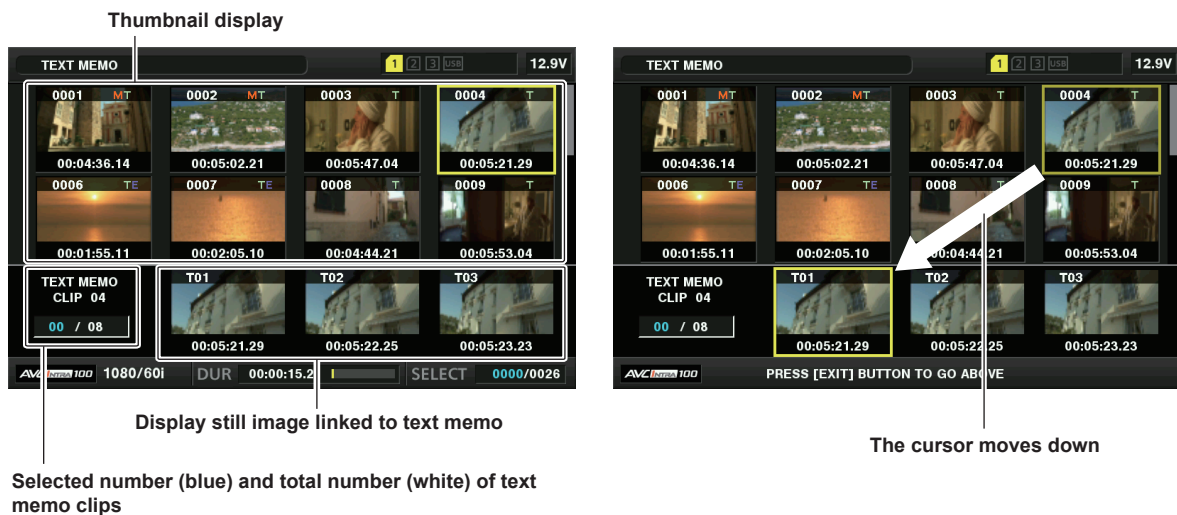 Thumbnail display
TEXT MEMO
1 2 3 USB
12.9V
0001 MT
0002 MT
0003 T
0004 T
00:04:36.14
00:05:02.21
00:05:47.04
00:05:21.29
0006 TE
0007 TE
0008 T
0009 T
00:01:55.11
00:02:05.10
00:04:44.21
00:05:53.04
TEXT MEMO
CLIP 04
00 / 08
T01
T02
T03
00:05:21.29
00:05:22.25
00:05:23.23
AVC INTRA 100
1080/60i
DUR 00:00:15.2
SELECT 0000/0026
Display still image linked to text memo
Selected number (blue) and total number (white) of text
memo clips
TEXT MEMO
1 2 3 USB
12.9V
0001 MT
0002 MT
0003 T
0004 T
00:04:36.14
00:05:02.21
00:05:47.04
00:05:21.29
0006 TE
0007 TE
0008
0009 T
00:01:55.11
00:02:05.10
00:04:44.21
00:05:53.04
TEXT MEMO
CLIP 04
00 / 08
T01
T02
T03
00:05:21.29
00:05:22.25
00:05:23.23
AVC INTRA 100
PRESS [EXIT] BUTTON TO GO ABOVE
The cursor moves down